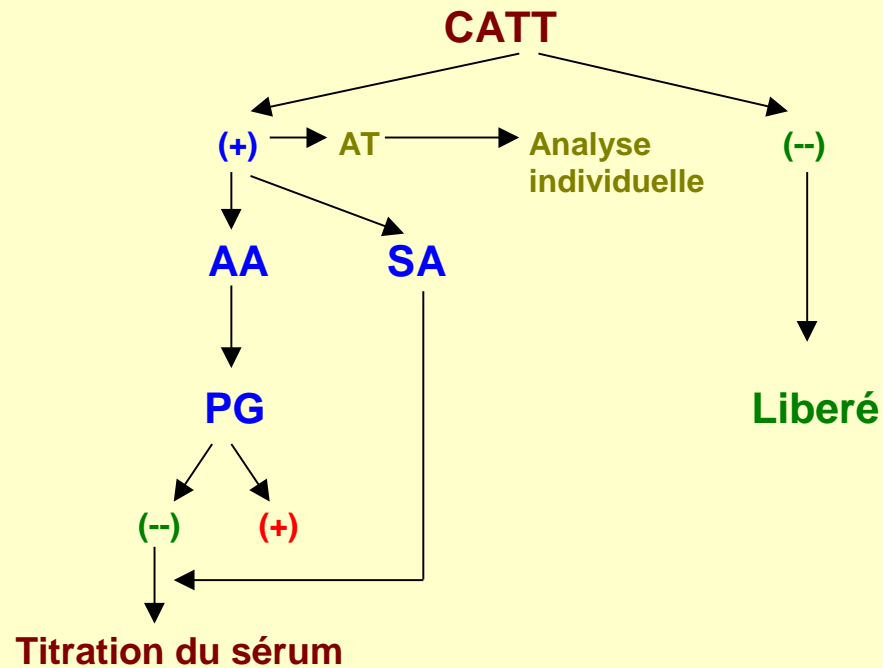 CATT
(+)
AT
Analyse
individuelle
(--)
AA
SA
PG
Liberé
(--)
(+)
Titration du sérum